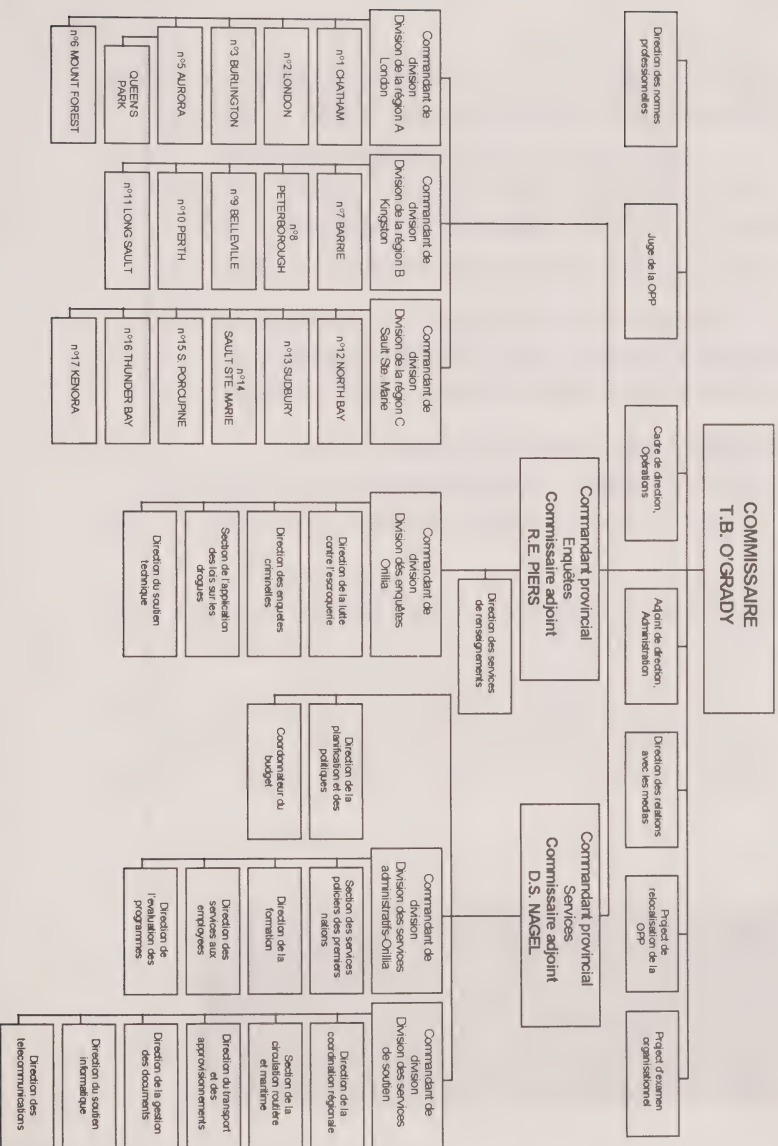 COMMISSAIRE
T.B. O'GRADY
Direction des normes
professionnelles
Juge de la OPP
Cadre de direction,
Opérations
Adjoint de direction,
Administration
Direction des relations
avec les medias
Project de
relocalisation de la
OPP
Project d'examen
organisationnel
Commandant provincial
Enquêtes
Commissaire adjoint
R.E. PIERS
Commandant provincial
Services
Commissaire adjoint
D.S. NAGEL
Direction des services
de renseignements
Commandant de
division
Division de la région A
London
n°1 CHATHAM
n°2 LONDON
n°3 BURLINGTON
n°5 AURORA
QUEEN'S
PARK
n°6 MOUNT FOREST
Commandant de
division
Division de la région B
Kingston
n°7 BARRIE
n°8
PETERBOROUGH
n°9 BELLEVILLE
n°10 PERTH
n°11 LONG SAULT
Commandant de
division
Division de la région C
Sault Ste. Marie
n°12 NORTH BAY
n°13 SUDBURY
n°14
SAULT STE. MARIE
n°15 S. PORCUPINE
n°16 THUNDER BAY
n°17 KENORA
Commandant de
division
Division dés enquêtes
Orillia
Direction de la lutte
contre l'escroquerie
Direction des enquetes
criminelles
Section de l'application
des lois sur les
drogues
Direction du soutien
technique
Direction de la
planification et des
politiques
Coordonnateur du
budget
Commandant de
division
Division des services
administratifs-Orillia
Section des services
policiers des premiers
nations
Direction de la
formation
Direction des
services aux
employees
Direction de
l'evaluation des
programmes
Commandant de
division
Division des services
de soutien
Direction de la
coordination régionale
Section de la
circulation routière
et maritime
Direction du transport
et des
approvisionnements
Direction de la gestion
des documents
Direction du soutien
informatique
Direction des
telecommunications